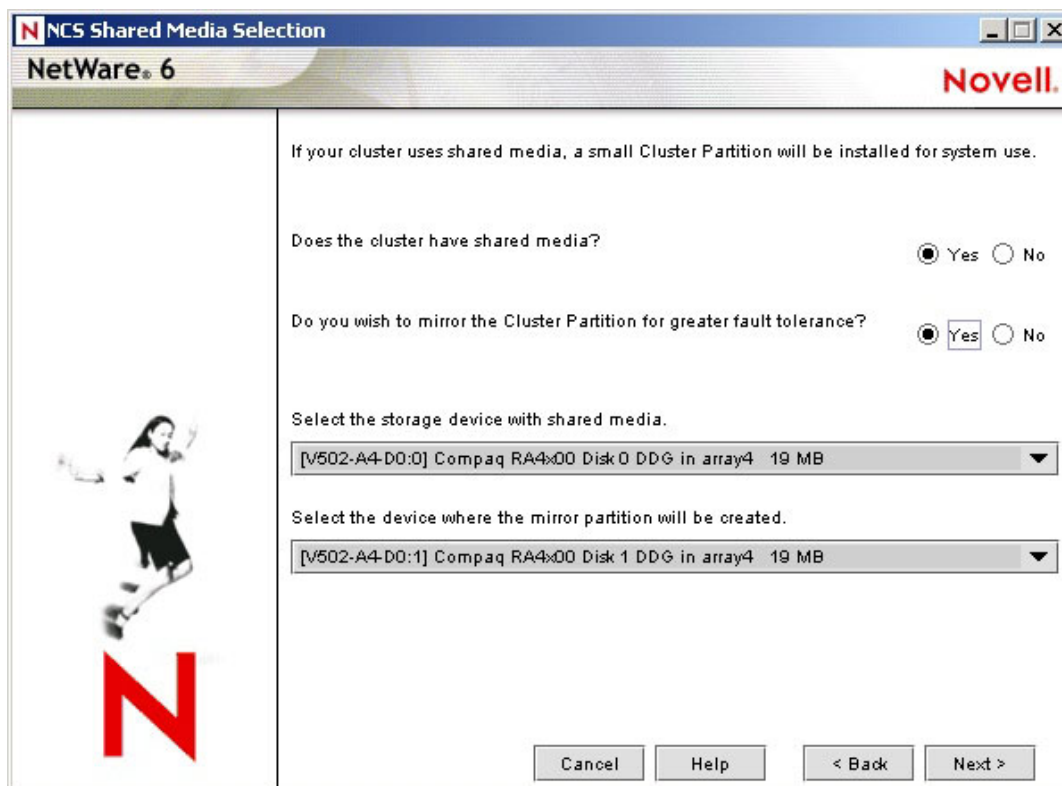 NCS Shared Media Selection
NetWare® 6
Novell®
If your cluster uses shared media, a small Cluster Partition will be installed for system use.
Does the cluster have shared media?
Yes No
Do you wish to mirror the Cluster Partition for greater fault tolerance?
Yes No
Select the storage device with shared media.
[V502-A4-D0:0] Compaq RA4x00 Disk 0 DDG in array4 19 MB
Select the device where the mirror partition will be created.
[V502-A4-D0:1] Compaq RA4x00 Disk 1 DDG in array4 19 MB
Cancel Help < Back Next >